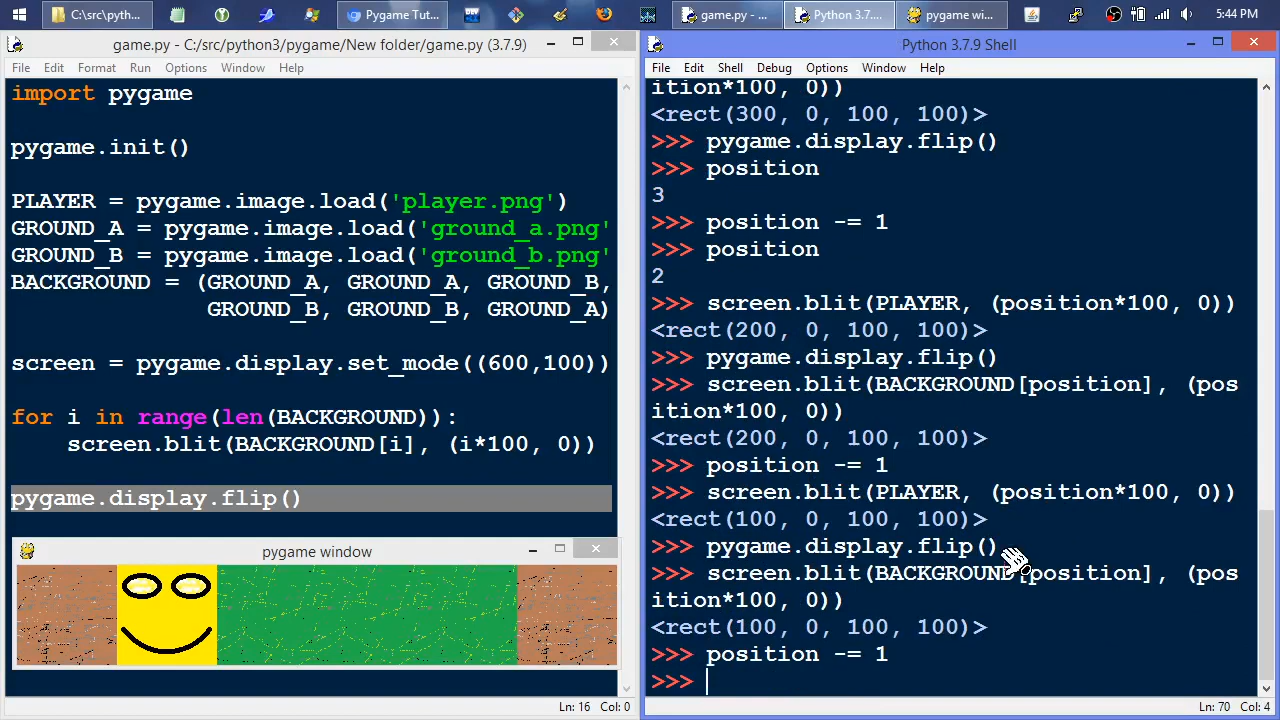 C:\src\python...
Pygame Tut...
game.py - ...
Python 3.7....
pygame win...
5:44 PM
game.py - C:/src/python3/pygame/New folder/game.py (3.7.9)
File Edit Format Run Options Window Help
import pygame
pygame.init()
PLAYER = pygame.image.load('player.png')
GROUND_A = pygame.image.load('ground_a.png'
GROUND_B = pygame.image.load('ground_b.png'
BACKGROUND = (GROUND_A, GROUND_A, GROUND_B,
GROUND_B, GROUND_B, GROUND_A)
screen = pygame.display.set_mode((600,100))
for i in range(len(BACKGROUND)):
screen.blit(BACKGROUND[i], (i*100, 0))
pygame.display.flip()
pygame window
Ln: 16 Col: 0
Python 3.7.9 Shell
File Edit Shell Debug Options Window Help
ition*100, 0))
<rect(300, 0, 100, 100)>
>>> pygame.display.flip()
>>> position
3
>>> position -= 1
>>> position
2
>>> screen.blit(PLAYER, (position*100, 0))
<rect(200, 0, 100, 100)>
>>> pygame.display.flip()
>>> screen.blit(BACKGROUND[position], (pos
ition*100, 0))
<rect(200, 0, 100, 100)>
>>> position -= 1
>>> screen.blit(PLAYER, (position*100, 0))
<rect(100, 0, 100, 100)>
>>> pygame.display.flip()
>>> screen.blit(BACKGROUND[position], (pos
ition*100, 0))
<rect(100, 0, 100, 100)>
>>> position -= 1
>>>
Ln: 70 Col: 4